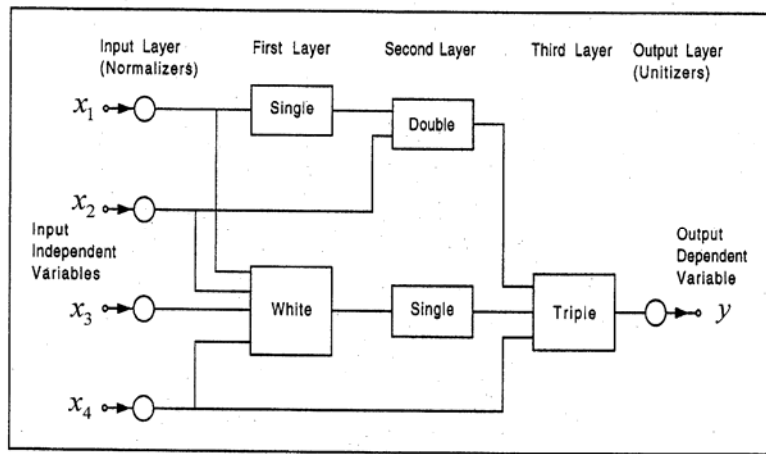 Input Layer
(Normalizers)
First Layer
Second Layer
Third Layer
Output Layer
(Unitizers)
x1
Single
Double
x2
Input
Independent
Variables
Output
Dependent
Variable
x3
White
Single
Triple
y
x4